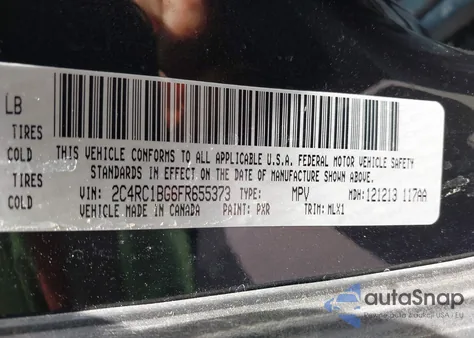 LB
TIRES
COLD THIS VEHICLE CONFORMS TO ALL APPLICABLE U.S.A. FEDERAL MOTOR VEHICLE SAFETY
TIRES STANDARDS IN EFFECT ON THE DATE OF MANUFACTURE SHOWN ABOVE.
COLD VIN: 2C4RC1BG6FR655373 TYPE: MPV MDH: 121213 117AA
VEHICLE MADE IN CANADA PAINT: PXR TRIM: MLX1
autoSnap